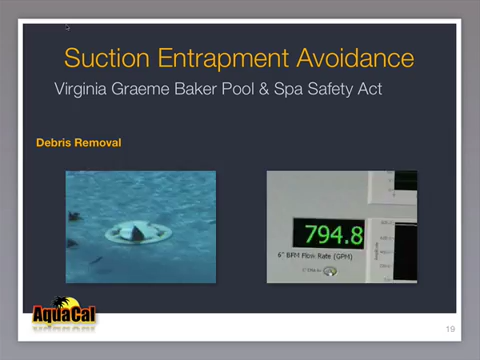 Suction Entrapment Avoidance
Virginia Graeme Baker Pool & Spa Safety Act
Debris Removal
794.8
6" BFM Flow Rate (GPM)
AquaCal
19